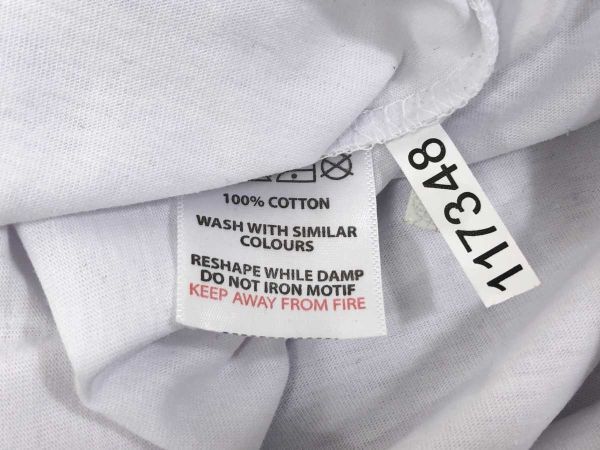 100% COTTON
WASH WITH SIMILAR
COLOURS
RESHAPE WHILE DAMP
DO NOT IRON MOTIF
KEEP AWAY FROM FIRE
117348